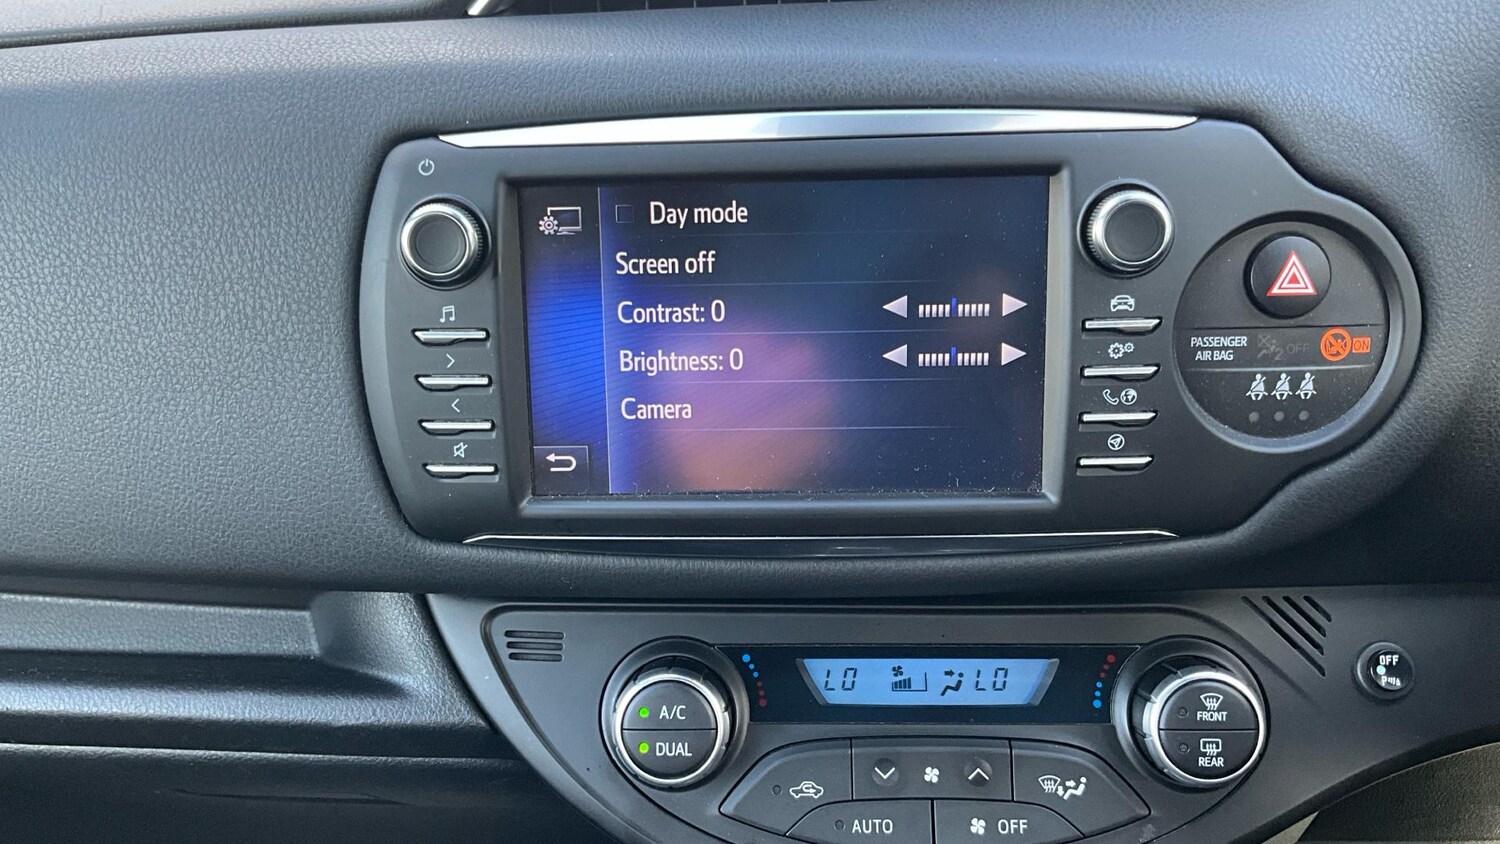 Day mode
Screen off
Contrast: 0
Brightness: 0
Camera
PASSENGER
AIR BAG
2 OFF
ON
LO
LO
OFF
A/C
DUAL
FRONT
REAR
AUTO
OFF